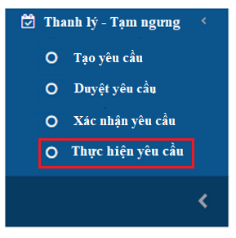 Thanh lý - Tạm ngưng
Tạo yêu cầu
Duyệt yêu cầu
Xác nhận yêu cầu
Thực hiện yêu cầu